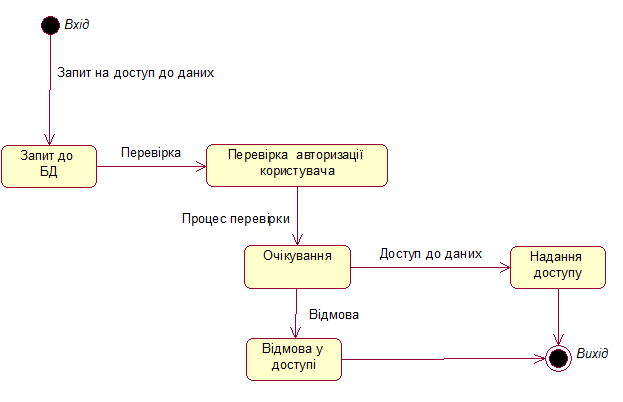 Вхід
Запит на доступ до даних
Запит до
БД
Перевірка
Перевірка авторизації
користувача
Процес перевірки
Очікування
Доступ до даних
Надання
доступу
Відмова
Відмова у
доступі
Вихід